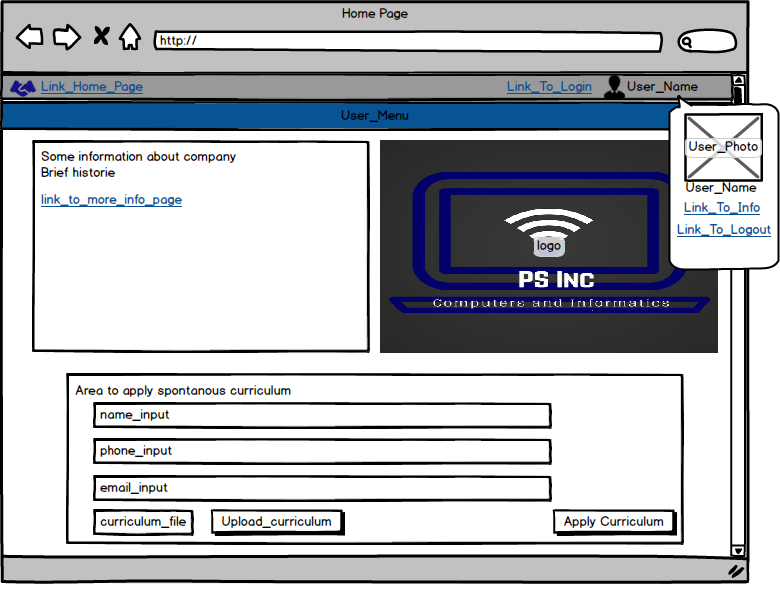 Home Page
http://
Link_Home_Page
Link_To_Login
User_Name
User_Menu
User_Photo
User_Name
Link_To_Info
Link_To_Logout
Some information about company
Brief historie
link_to_more_info_page
logo
PS Inc
Computers and Informatics
Area to apply spontanous curriculum
name_input
phone_input
email_input
curriculum_file
Upload_curriculum
Apply Curriculum